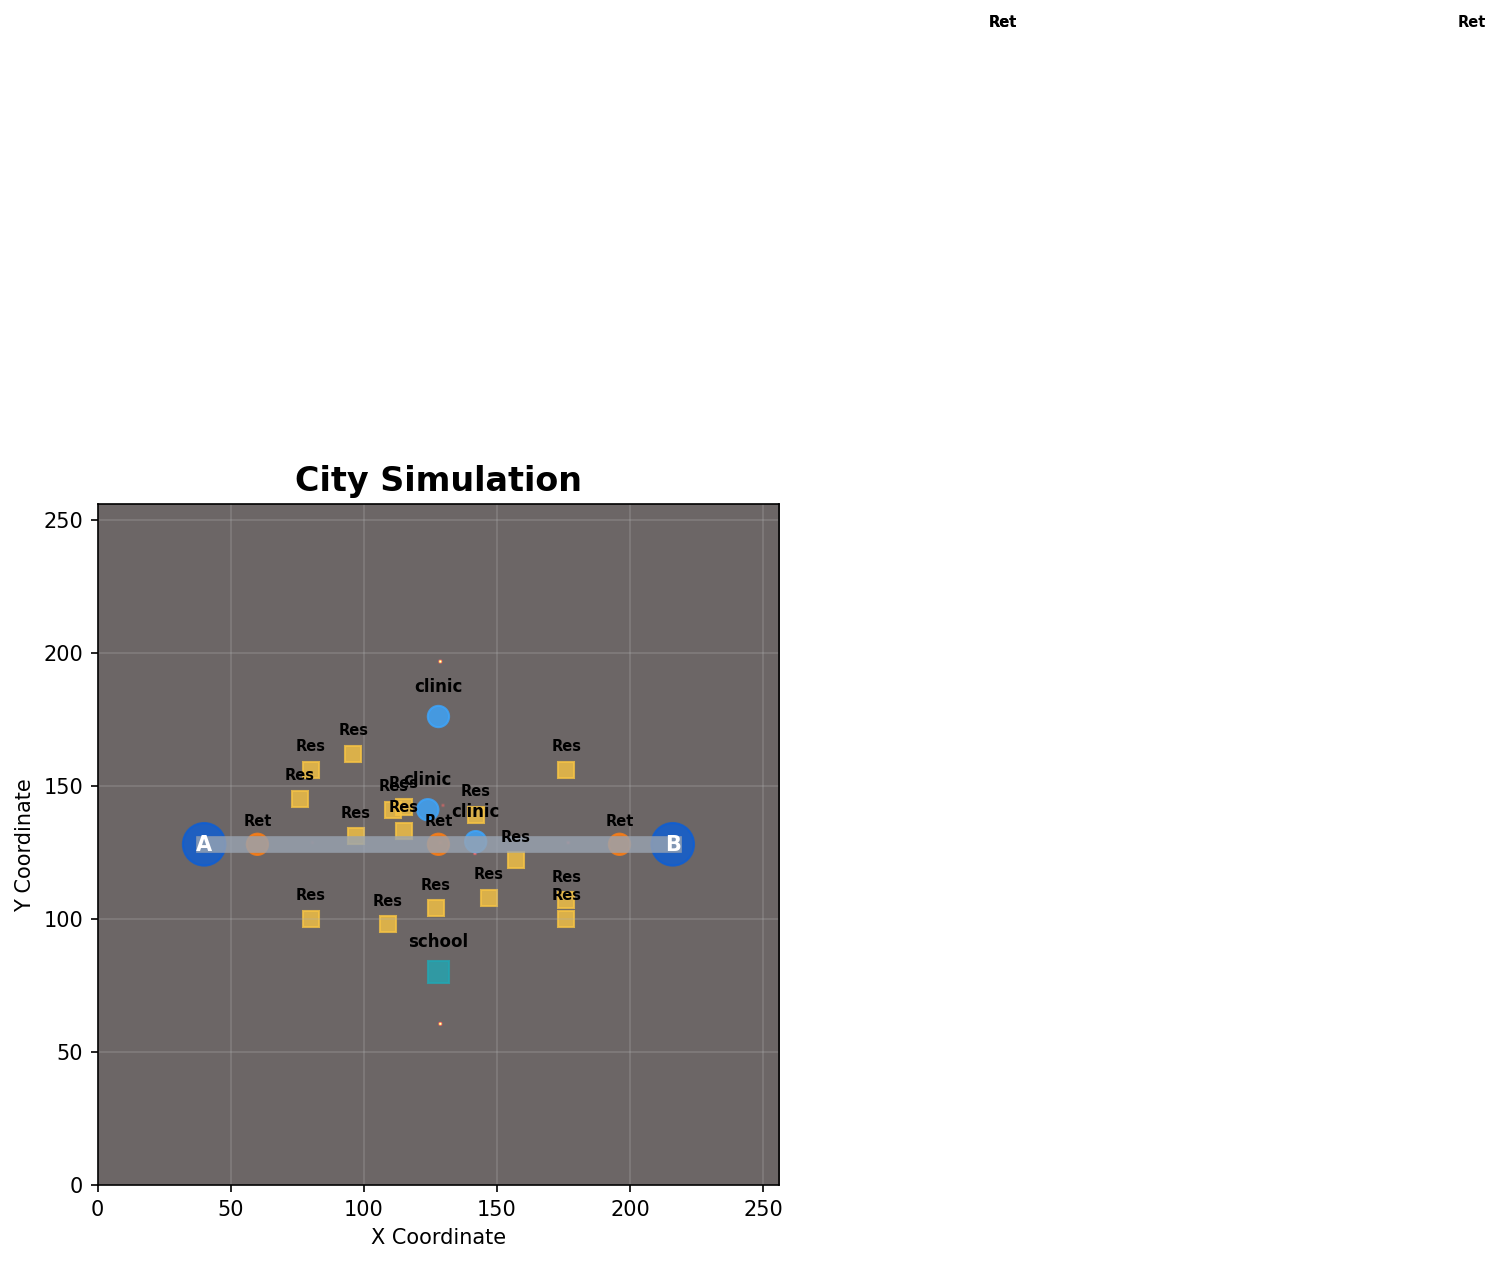 Ret
Ret
City Simulation
250
200
150
100
50
0
Y Coordinate
clinic
Res
Res
Res
Res
Res
Res
clinic
Res
clinic
Res
Res
Ret
Ret
Res
Ret
A
B
Res
Res
Res
Res
Res
Res
Res
school
0
50
100
150
200
250
X Coordinate